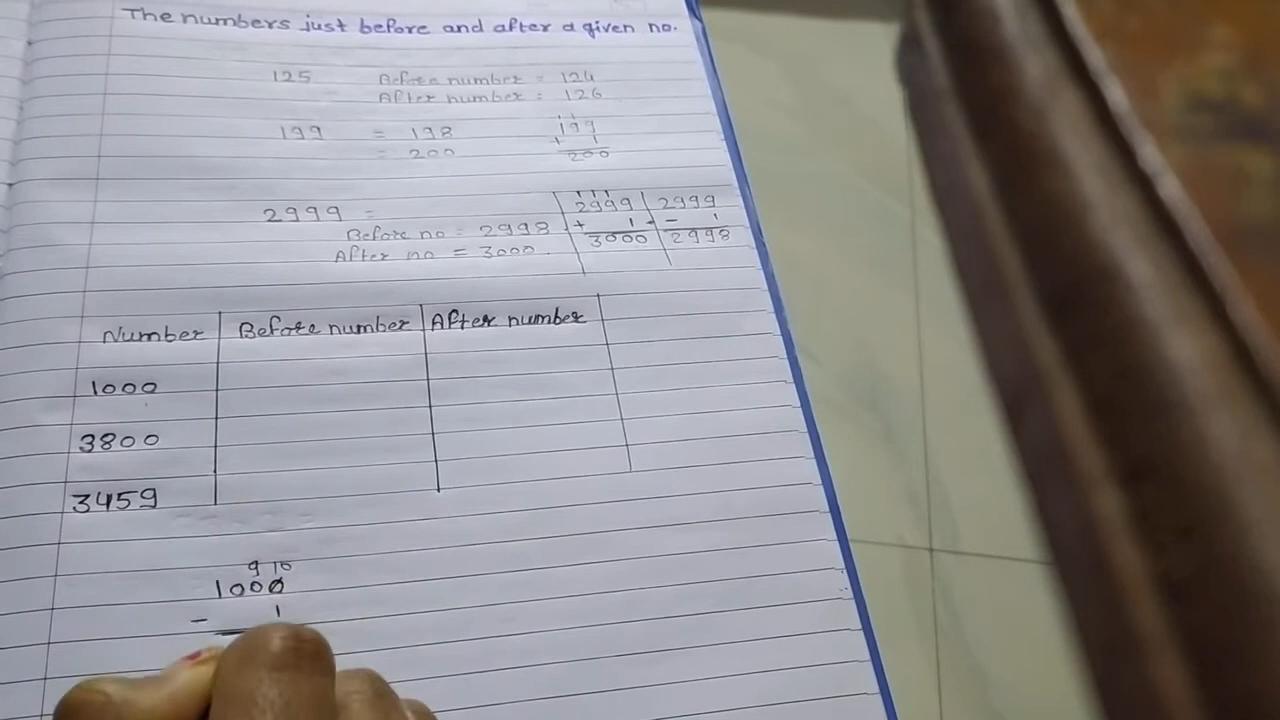 The numbers just before and after a given no.
125 Before number = 124
After number = 126
199 = 198 199
= 200 + 1
200
2999 = 2999 2999
Before no = 2998 + 1 - 1
After no = 3000 3000 2998
Number Before number After number
1000
3800
3459
9 10
1000
- 1